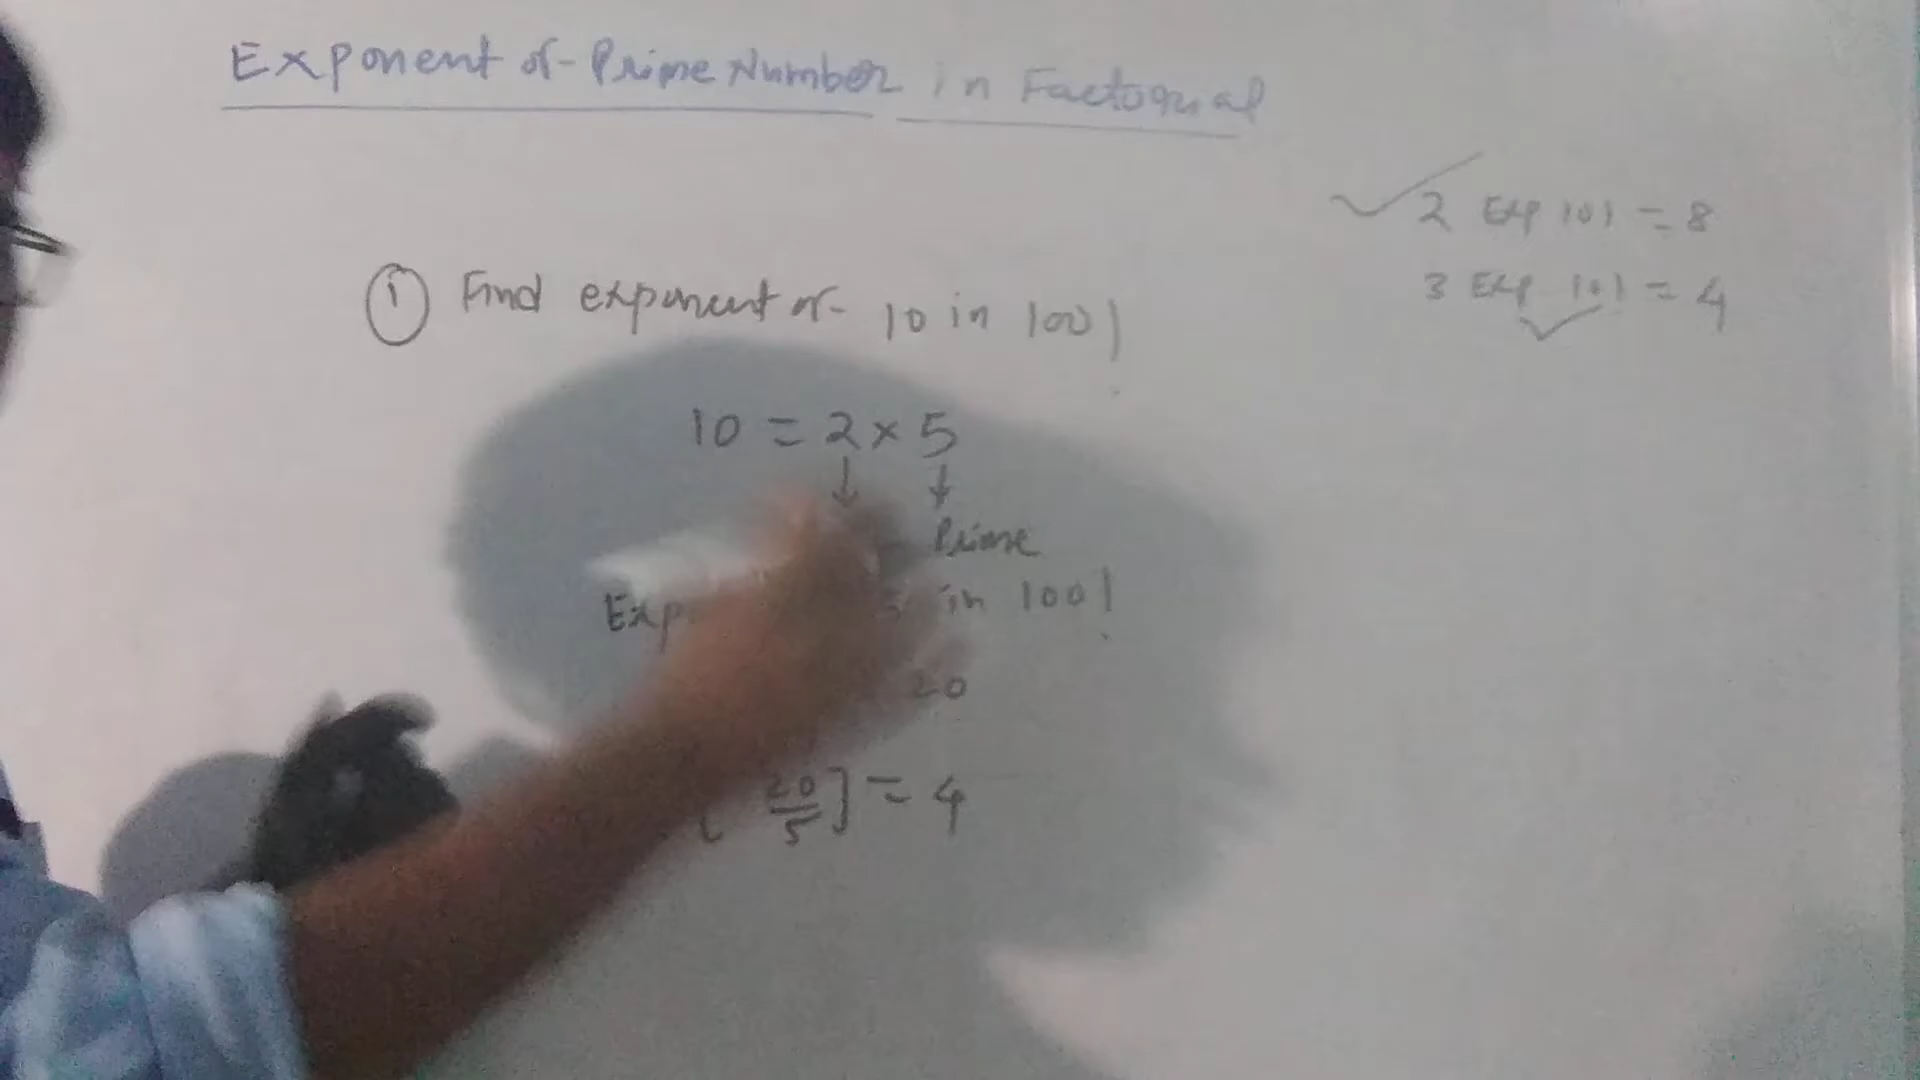 Exponent of Prime Number in Factorial
2 Exp 10! = 8
3 Exp 10! = 4
① Find exponent of 10 in 100!
10 = 2 × 5
↓ ↓
Prime
in 100!
20
[20/5] = 4